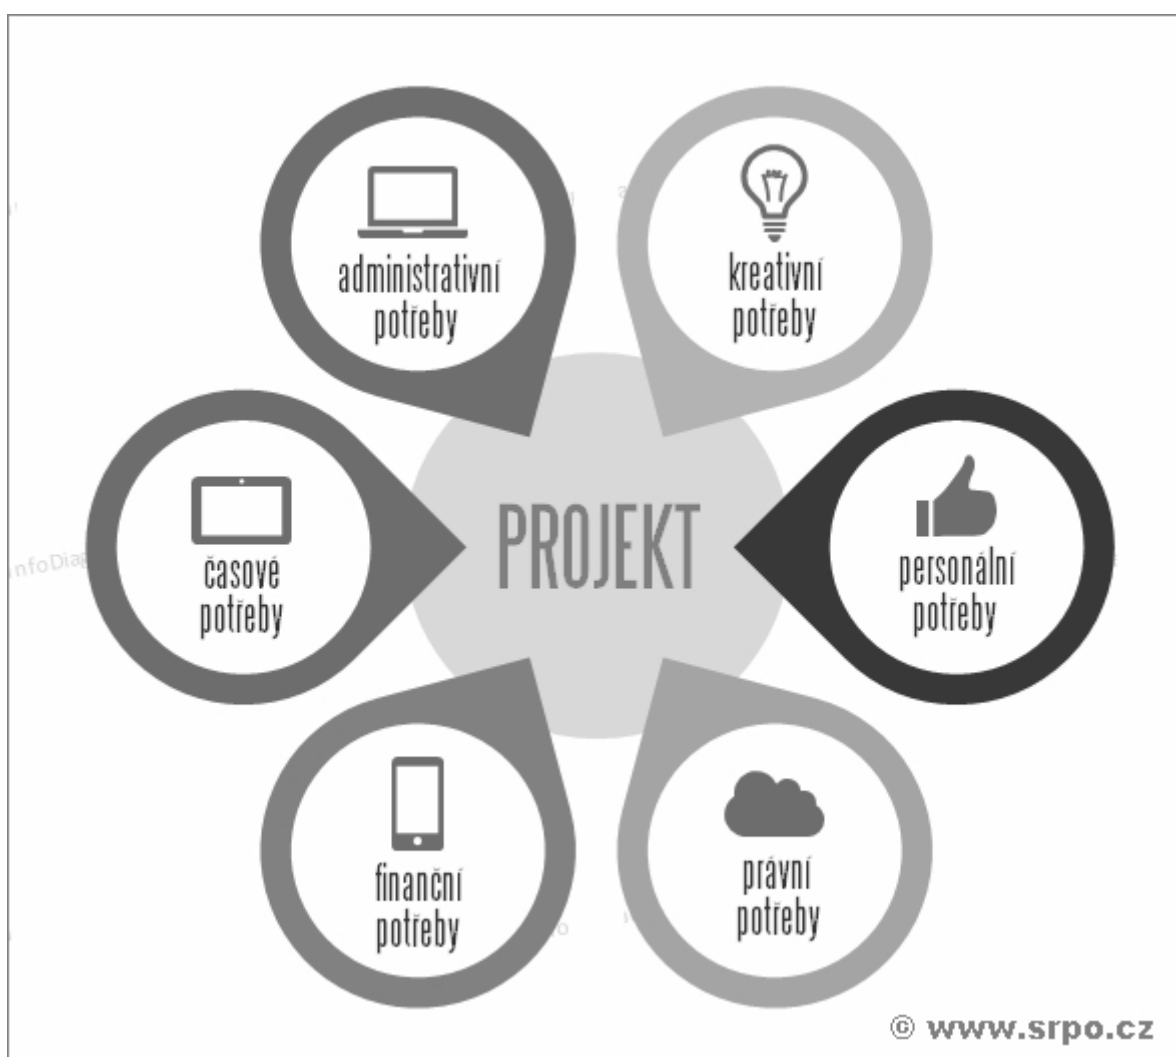 administrativní
potřeby
kreativní
potřeby
časové
potřeby
PROJEKT
personální
potřeby
finanční
potřeby
právní
potřeby
© www.srpo.cz